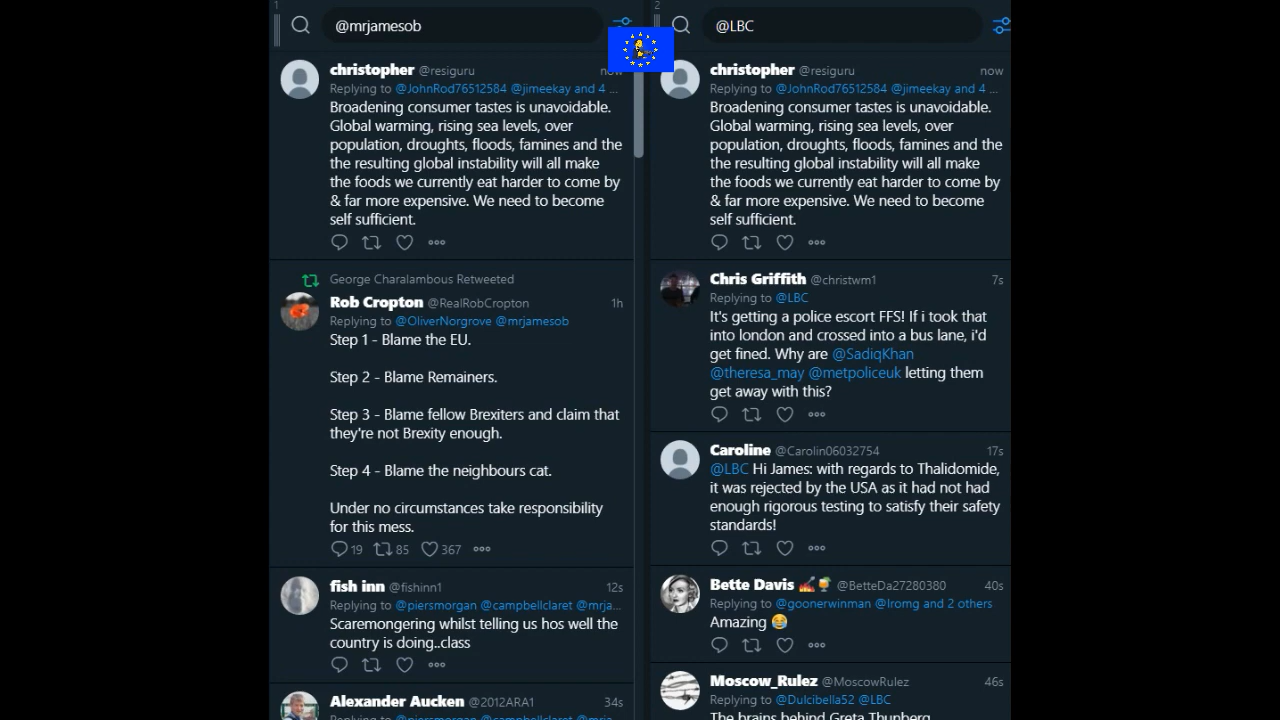 1
@mrjamesob
christopher @resiguru now
Replying to @JohnRod76512584 @jimeekay and 4 ...
Broadening consumer tastes is unavoidable.
Global warming, rising sea levels, over
population, droughts, floods, famines and the
the resulting global instability will all make
the foods we currently eat harder to come by
& far more expensive. We need to become
self sufficient.
George Charalambous Retweeted
Rob Cropton @RealRobCropton 1h
Replying to @OliverNorgrove @mrjamesob
Step 1 - Blame the EU.
Step 2 - Blame Remainers.
Step 3 - Blame fellow Brexiters and claim that
they're not Brexity enough.
Step 4 - Blame the neighbours cat.
Under no circumstances take responsibility
for this mess.
19 85 367
fish inn @fishinn1 12s
Replying to @piersmorgan @campbellclaret @mrja...
Scaremongering whilst telling us hos well the
country is doing..class
Alexander Aucken @2012ARA1 34s
Replying to @piersmorgan @campbellclaret @mrja...
2
@LBC
christopher @resiguru now
Replying to @JohnRod76512584 @jimeekay and 4 ...
Broadening consumer tastes is unavoidable.
Global warming, rising sea levels, over
population, droughts, floods, famines and the
the resulting global instability will all make
the foods we currently eat harder to come by
& far more expensive. We need to become
self sufficient.
Chris Griffith @christwm1 7s
Replying to @LBC
It's getting a police escort FFS! If i took that
into london and crossed into a bus lane, i'd
get fined. Why are @SadiqKhan
@theresa_may @metpoliceuk letting them
get away with this?
Caroline @Carolin06032754 17s
@LBC Hi James: with regards to Thalidomide,
it was rejected by the USA as it had not had
enough rigorous testing to satisfy their safety
standards!
Bette Davis 💅🍹 @BetteDa27280380 40s
Replying to @goonerwinman @lromg and 2 others
Amazing 😂
Moscow_Rulez @MoscowRulez 46s
Replying to @Dulcibella52 @LBC
The brains behind Greta Thunberg